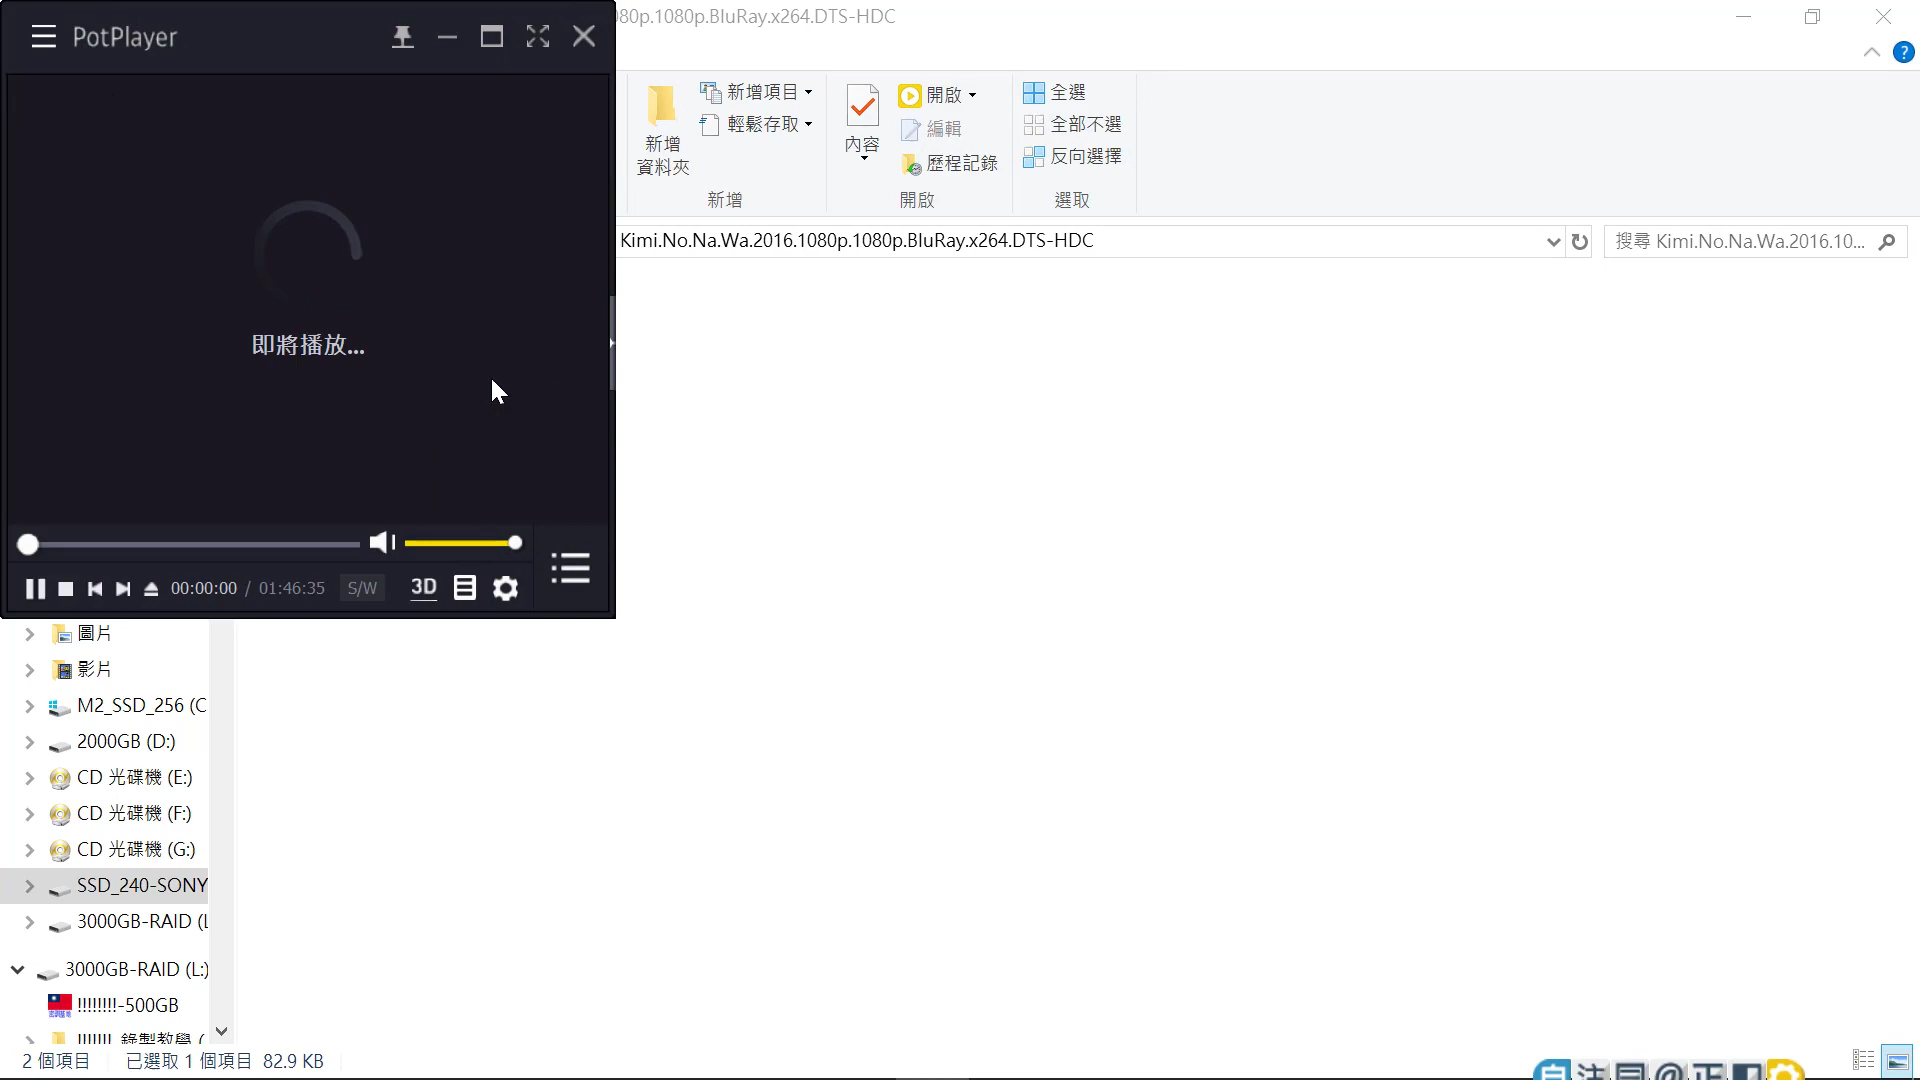 PotPlayer
080p.1080p.BluRay.x264.DTS-HDC
新增
資料夾
新增項目
輕鬆存取
新增
內容
開啟
編輯
歷程記錄
開啟
全選
全部不選
反向選擇
選取
Kimi.No.Na.Wa.2016.1080p.1080p.BluRay.x264.DTS-HDC
搜尋 Kimi.No.Na.Wa.2016.10...
即將播放...
00:00:00 / 01:46:35 S/W 3D
圖片
影片
M2_SSD_256 (C
2000GB (D:)
CD 光碟機 (E:)
CD 光碟機 (F:)
CD 光碟機 (G:)
SSD_240-SONY
3000GB-RAID (L
3000GB-RAID (L:)
!!!!!!!!-500GB
2 個項目 已選取 1 個項目 82.9 KB